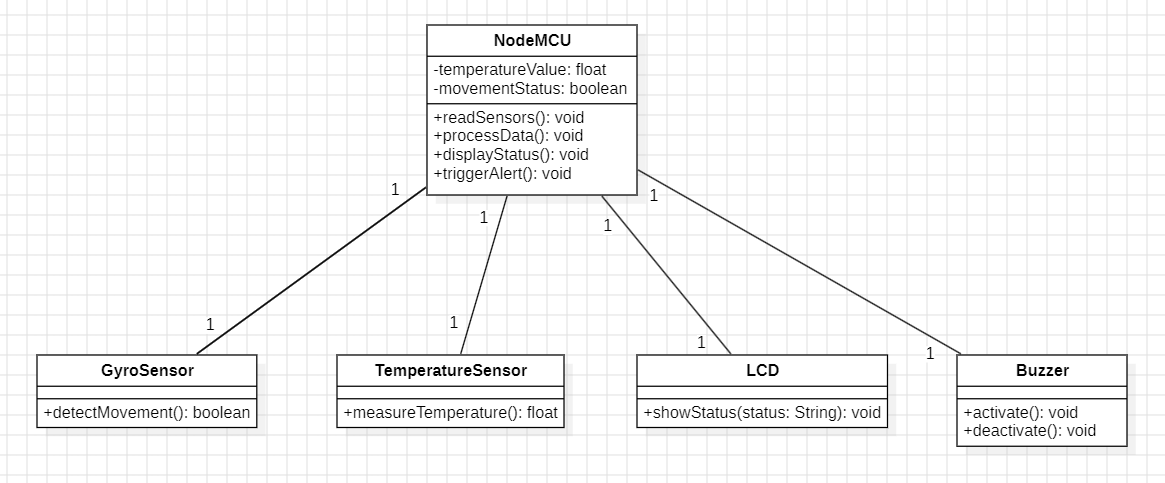 NodeMCU
-temperatureValue: float
-movementStatus: boolean
+readSensors(): void
+processData(): void
+displayStatus(): void
+triggerAlert(): void
1
1
1
1
1
1
1
1
GyroSensor
+detectMovement(): boolean
TemperatureSensor
+measureTemperature(): float
LCD
+showStatus(status: String): void
Buzzer
+activate(): void
+deactivate(): void